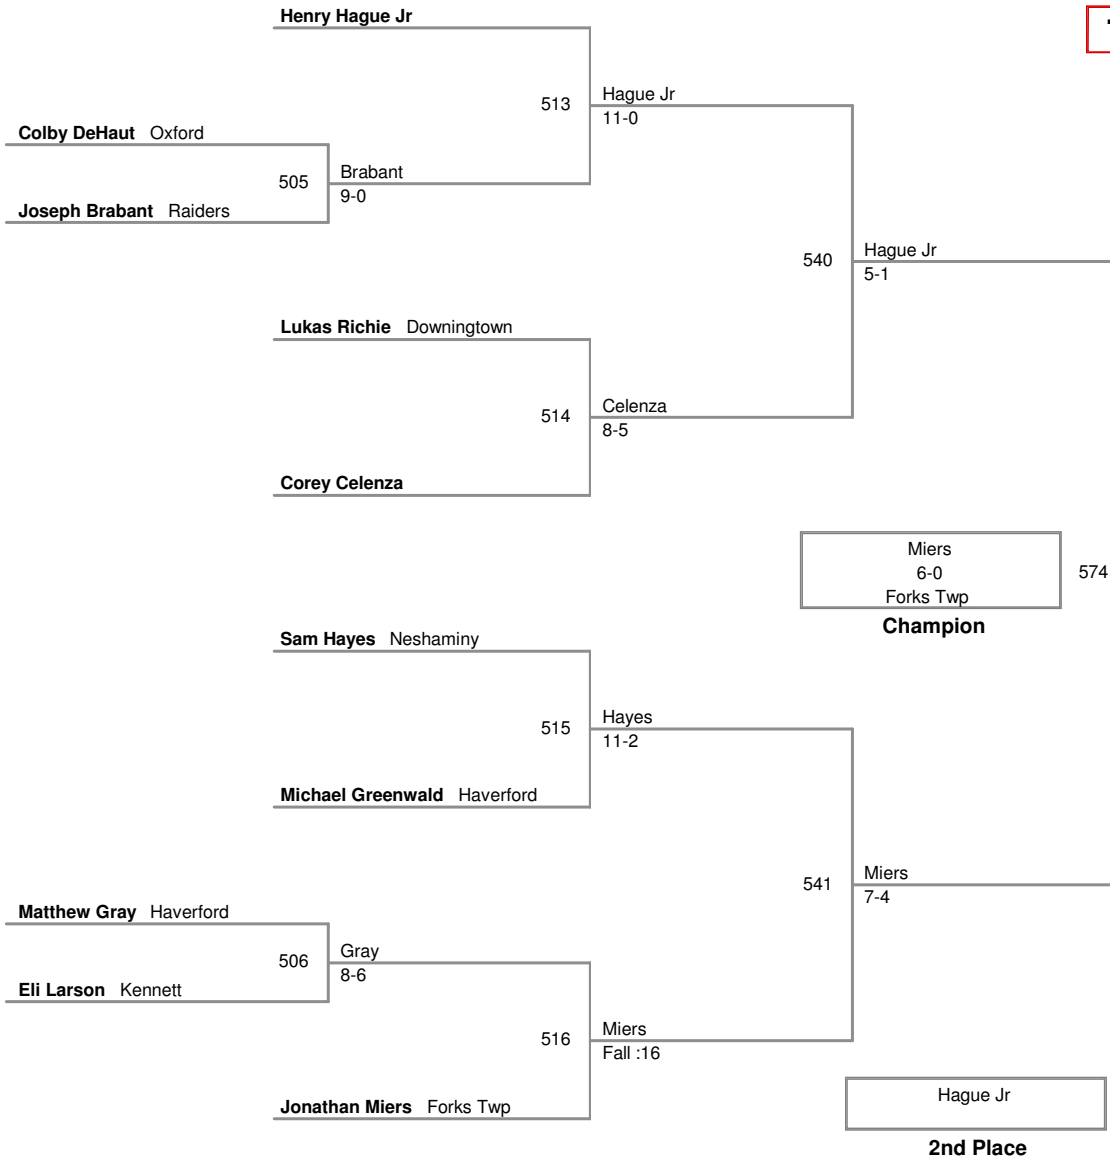 Henry Hague Jr
513
Hague Jr
11-0
Colby DeHaut Oxford
505
Brabant
9-0
Joseph Brabant Raiders
540
Hague Jr
5-1
Lukas Richie Downingtown
514
Celenza
8-5
Corey Celenza
Miers
6-0
Forks Twp
574
Champion
Sam Hayes Neshaminy
515
Hayes
11-2
Michael Greenwald Haverford
541
Miers
7-4
Matthew Gray Haverford
506
Gray
8-6
Eli Larson Kennett
516
Miers
Fall :16
Jonathan Miers Forks Twp
Hague Jr
2nd Place